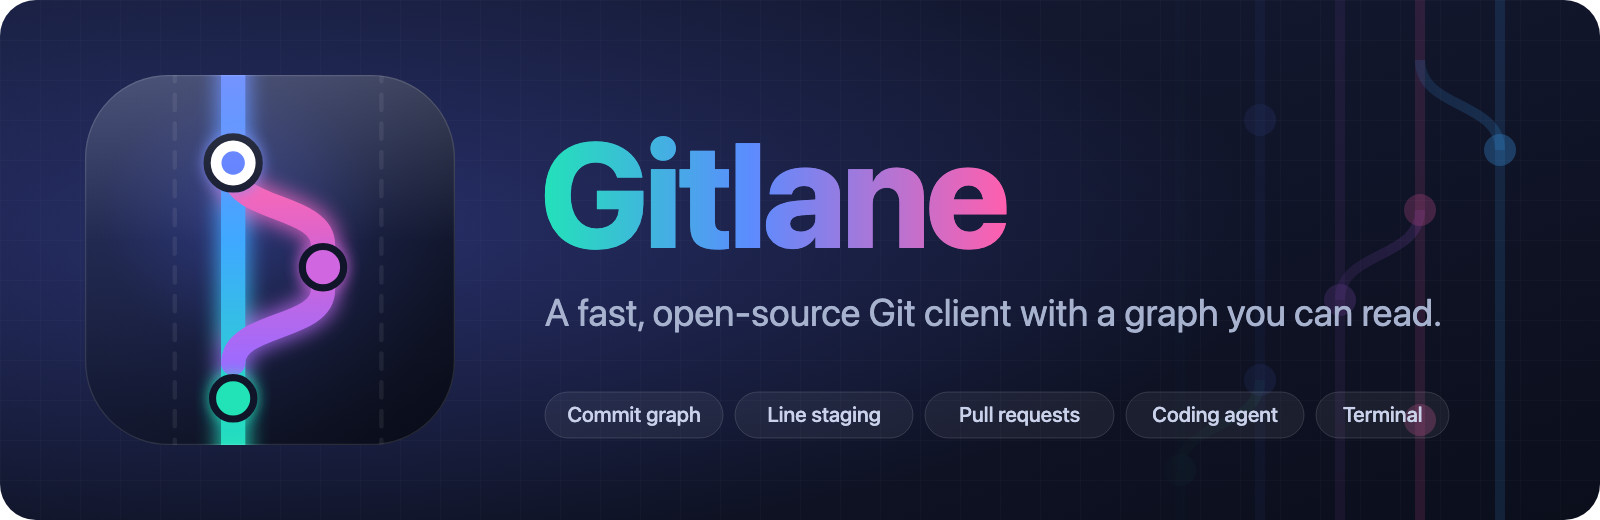 Gitlane
A fast, open-source Git client with a graph you can read.
Commit graph Line staging Pull requests Coding agent Terminal